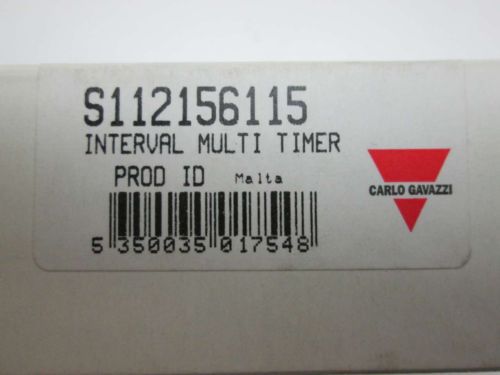 S112156115
INTERVAL MULTI TIMER
PROD ID Malta
CARLO GAVAZZI
5 350035 017548